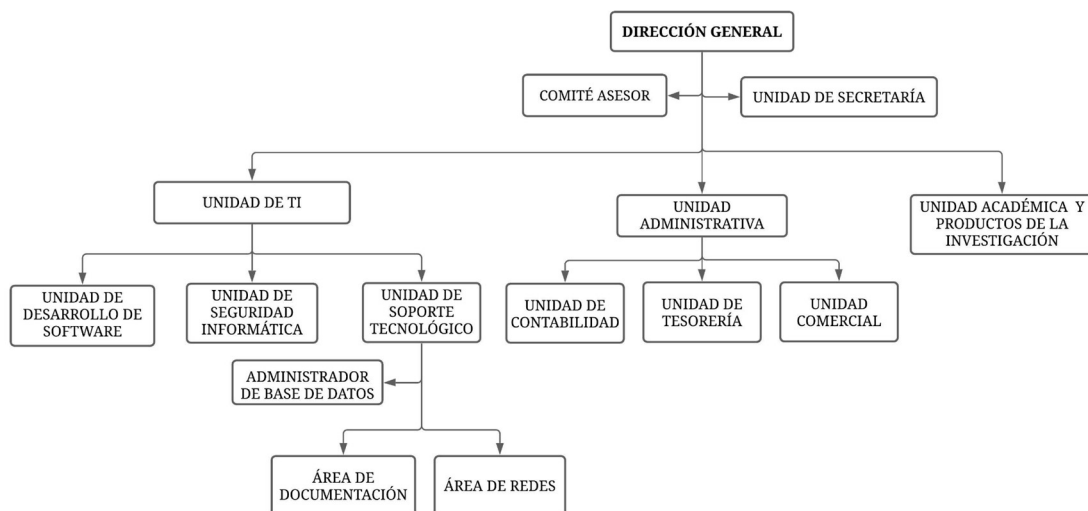 DIRECCIÓN GENERAL
COMITÉ ASESOR
UNIDAD DE SECRETARÍA
UNIDAD DE TI
UNIDAD
ADMINISTRATIVA
UNIDAD ACADÉMICA Y
PRODUCTOS DE LA
INVESTIGACIÓN
UNIDAD DE
DESARROLLO DE
SOFTWARE
UNIDAD DE
SEGURIDAD
INFORMÁTICA
UNIDAD DE
SOPORTE
TECNOLÓGICO
UNIDAD DE
CONTABILIDAD
UNIDAD DE
TESORERÍA
UNIDAD
COMERCIAL
ADMINISTRADOR
DE BASE DE DATOS
ÁREA DE
DOCUMENTACIÓN
ÁREA DE REDES